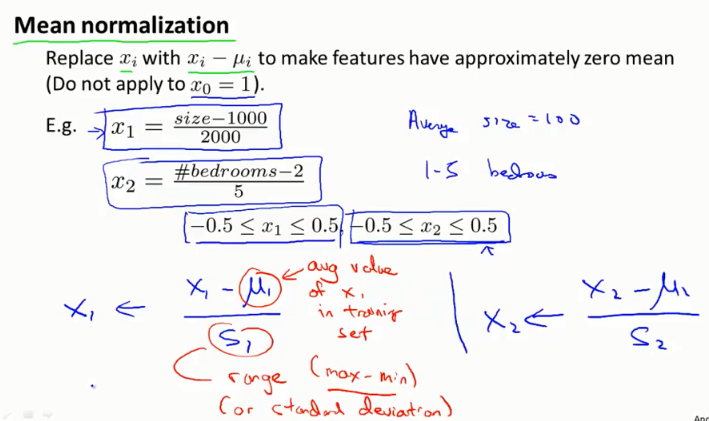 Mean normalization
Replace xᵢ with xᵢ − μᵢ to make features have approximately zero mean
(Do not apply to x₀ = 1).
E.g. → x₁ = (size−1000)/2000
Average size = 100
x₂ = (#bedrooms−2)/5
1-5 bedrooms
−0.5 ≤ x₁ ≤ 0.5, −0.5 ≤ x₂ ≤ 0.5
x₁ ← (x₁ − μ₁)/s₁
avg value
of x₁
in training
set
x₂ ← (x₂ − μ₂)/s₂
range (max − min)
(or standard deviation)